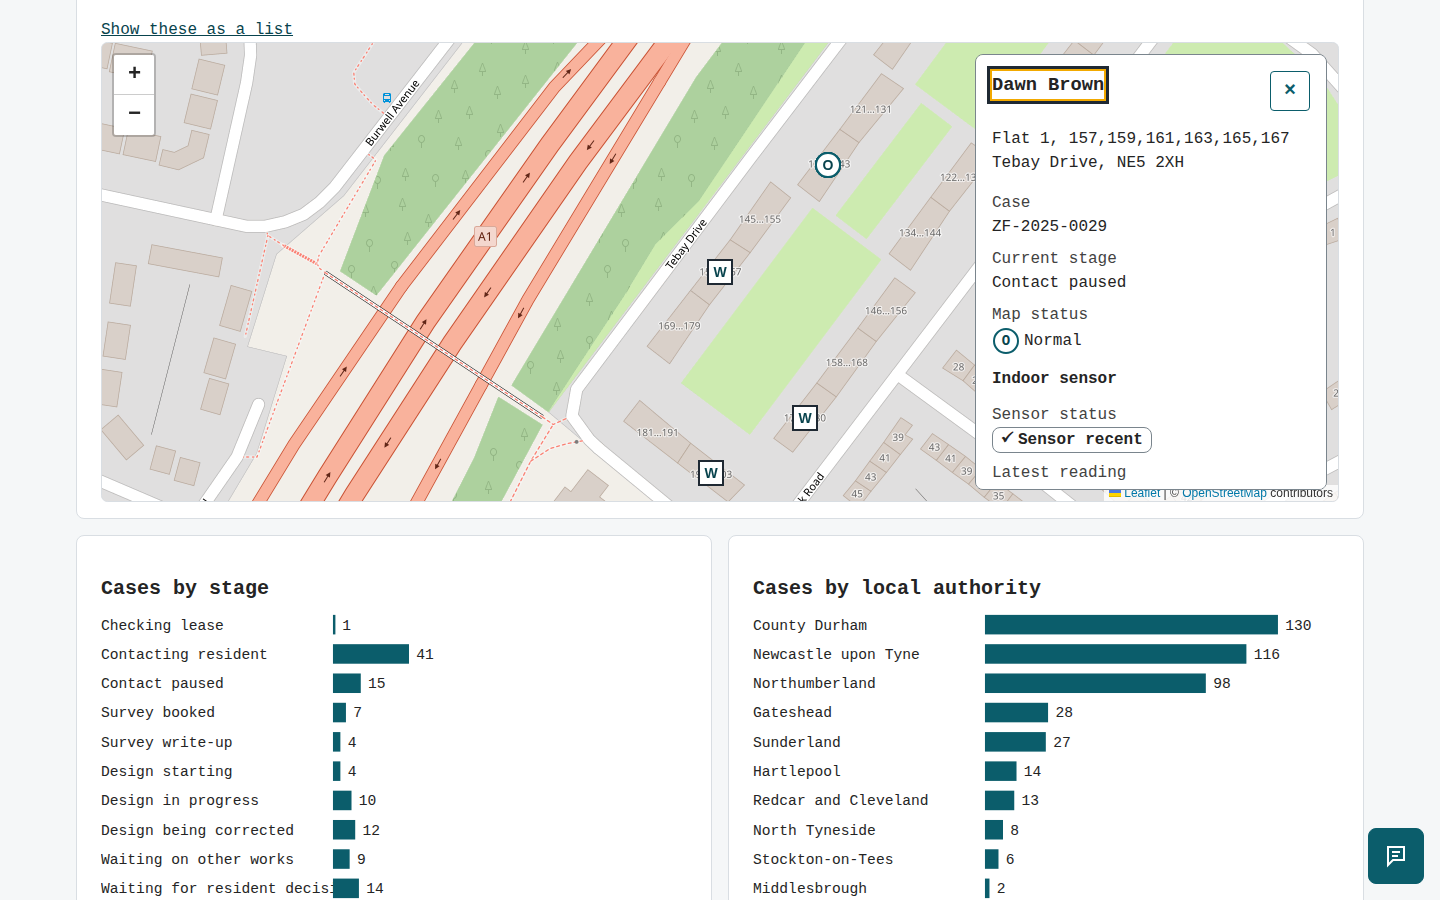 Show these as a list
+
−
Burwell Avenue
A1
Tebay Drive
121...131
122...13
134...144
145...155
146...156
158...168
169...179
181...191
28
39
41
43
45
43
41
39
35
k Road
O
W
W
W
Dawn Brown
×
Flat 1, 157,159,161,163,165,167
Tebay Drive, NE5 2XH
Case
ZF-2025-0029
Current stage
Contact paused
Map status
O Normal
Indoor sensor
Sensor status
✓ Sensor recent
Latest reading
Leaflet | © OpenStreetMap contributors
Cases by stage
Checking lease 1
Contacting resident 41
Contact paused 15
Survey booked 7
Survey write-up 4
Design starting 4
Design in progress 10
Design being corrected 12
Waiting on other works 9
Waiting for resident decisi 14
Cases by local authority
County Durham 130
Newcastle upon Tyne 116
Northumberland 98
Gateshead 28
Sunderland 27
Hartlepool 14
Redcar and Cleveland 13
North Tyneside 8
Stockton-on-Tees 6
Middlesbrough 2